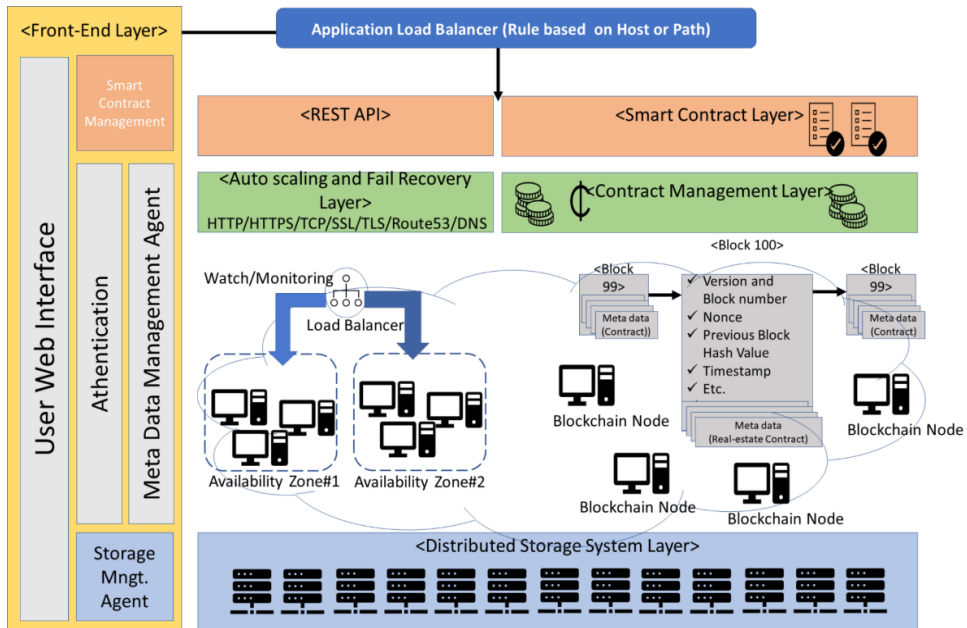 <Front-End Layer>
Application Load Balancer (Rule based  on Host or Path)
Smart
Contract
Management
User Web Interface
Athentication
Meta Data Management Agent
Storage
Mngt.
Agent
<REST API>
<Smart Contract Layer>
<Auto scaling and Fail Recovery
Layer>
HTTP/HTTPS/TCP/SSL/TLS/Route53/DNS
₵
<Contract Management Layer>
Watch/Monitoring
Load Balancer
Availability Zone#1
Availability Zone#2
<Block
99>
Meta data
(Contract))
<Block 100>
✓ Version and
Block number
✓ Nonce
✓ Previous Block
Hash Value
✓ Timestamp
✓ Etc.
Meta data
(Real-estate Contract)
<Block
99>
Meta data
(Contract)
Blockchain Node
Blockchain Node
Blockchain Node
Blockchain Node
<Distributed Storage System Layer>